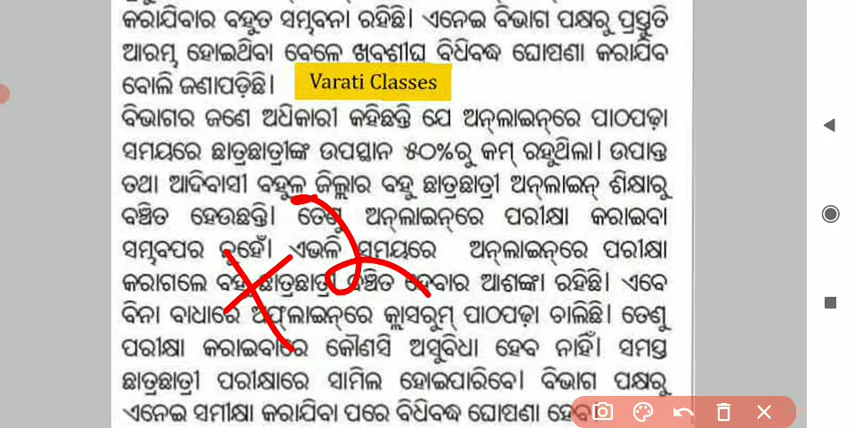 କରାଯିବାର ବହୁତ ସମ୍ଭବନା ରହିଛି। ଏନେଇ ବିଭାଗ ପକ୍ଷରୁ ପ୍ରସ୍ତୁତି
ଆରମ୍ଭ ହୋଇଥିବା ବେଳେ ଖୁବଶୀଘ୍ର ବିଧିବଦ୍ଧ ଘୋଷଣା କରାଯିବ
ବୋଲି ଜଣାପଡ଼ିଛି।
Varati Classes
ବିଭାଗର ଜଣେ ଅଧିକାରୀ କହିଛନ୍ତି ଯେ ଅନ୍‌ଲାଇନ୍‌ରେ ପାଠପଢ଼ା
ସମୟରେ ଛାତ୍ରଛାତ୍ରୀଙ୍କ ଉପସ୍ଥାନ ୫୦%ରୁ କମ୍ ରହୁଥିଲା। ଉପାନ୍ତ
ତଥା ଆଦିବାସୀ ବହୁଳ ଜିଲ୍ଲାର ବହୁ ଛାତ୍ରଛାତ୍ରୀ ଅନ୍‌ଲାଇନ୍ ଶିକ୍ଷାରୁ
ବଞ୍ଚିତ ହେଉଛନ୍ତି। ତେଣୁ ଅନ୍‌ଲାଇନ୍‌ରେ ପରୀକ୍ଷା କରାଇବା
ସମ୍ଭବପର ନୁହେଁ। ଏଭଳି ସମୟରେ ଅନ୍‌ଲାଇନ୍‌ରେ ପରୀକ୍ଷା
କରାଗଲେ ବହୁ ଛାତ୍ରଛାତ୍ରୀ ବଞ୍ଚିତ ହେବାର ଆଶଙ୍କା ରହିଛି। ଏବେ
ବିନା ବାଧାରେ ଅଫ୍‌ଲାଇନ୍‌ରେ କ୍ଲାସରୁମ୍ ପାଠପଢ଼ା ଚାଲିଛି। ତେଣୁ
ପରୀକ୍ଷା କରାଇବାରେ କୌଣସି ଅସୁବିଧା ହେବ ନାହିଁ। ସମସ୍ତ
ଛାତ୍ରଛାତ୍ରୀ ପରୀକ୍ଷାରେ ସାମିଲ ହୋଇପାରିବେ। ବିଭାଗ ପକ୍ଷରୁ
ଏନେଇ ସମୀକ୍ଷା କରାଯିବା ପରେ ବିଧିବଦ୍ଧ ଘୋଷଣା ହେବ।